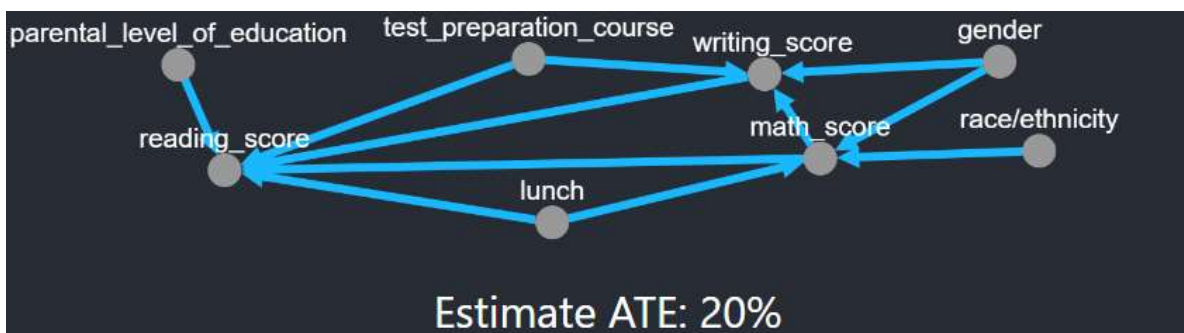 parental_level_of_education
test_preparation_course
writing_score
gender
reading_score
math_score
race/ethnicity
lunch
Estimate ATE: 20%